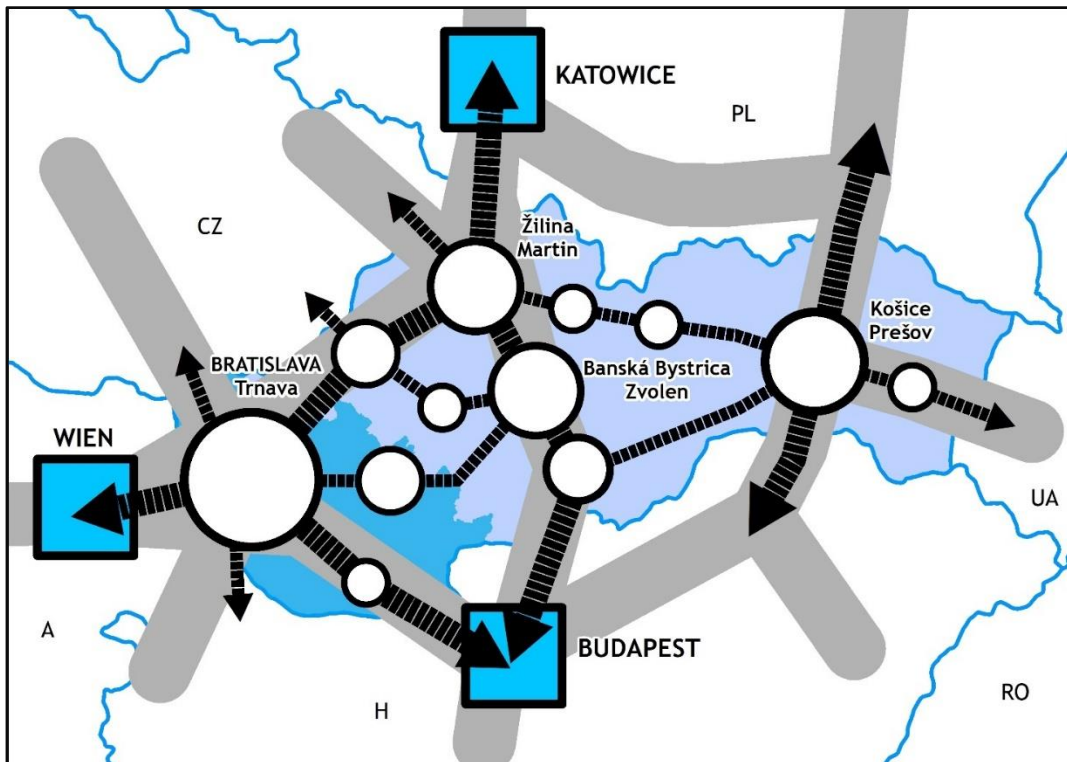 KATOWICE
PL
CZ
Žilina
Martin
Košice
Prešov
BRATISLAVA
Trnava
Banská Bystrica
Zvolen
WIEN
UA
A
BUDAPEST
RO
H